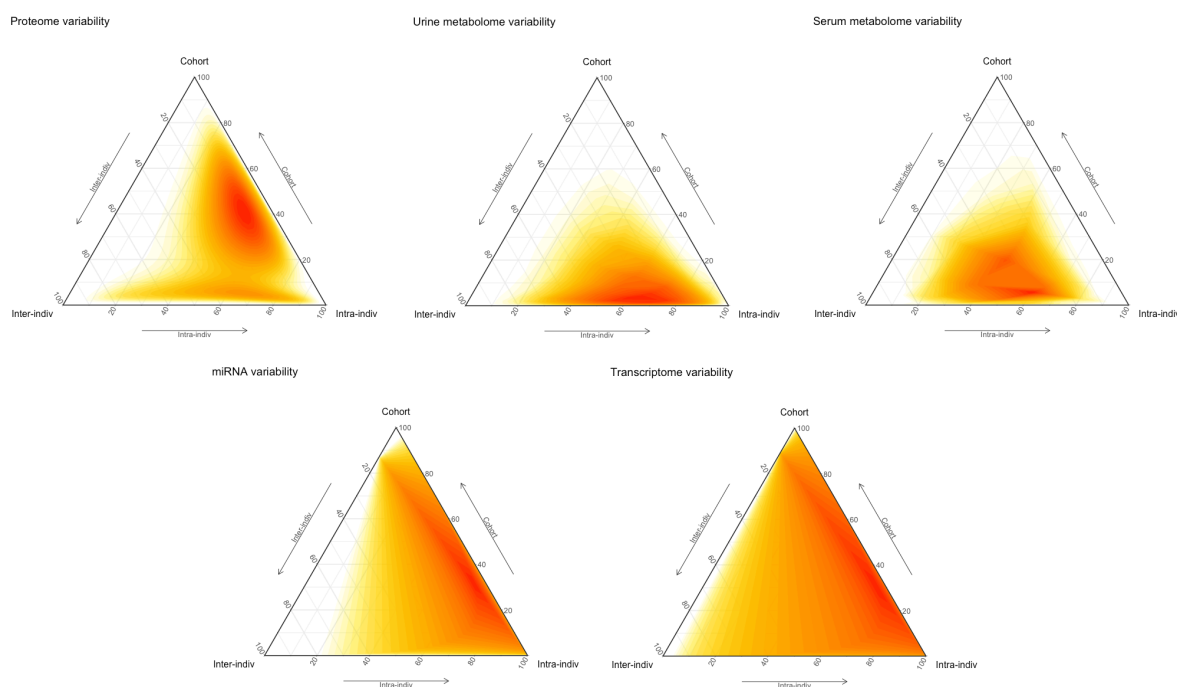 Proteome variability
Urine metabolome variability
Serum metabolome variability
Cohort
100
20
80
Inter-indiv
40
60
Cohort
60
40
80
20
100
Inter-indiv
20
40
60
80
100
Intra-indiv
Intra-indiv
Cohort
100
20
80
Inter-indiv
40
60
Cohort
60
40
80
20
100
Inter-indiv
20
40
60
80
100
Intra-indiv
Intra-indiv
Cohort
100
20
80
Inter-indiv
40
60
Cohort
60
40
80
20
100
Inter-indiv
20
40
60
80
100
Intra-indiv
Intra-indiv
miRNA variability
Transcriptome variability
Cohort
100
20
80
Inter-indiv
40
60
Cohort
60
40
80
20
100
Inter-indiv
20
40
60
80
100
Intra-indiv
Intra-indiv
Cohort
100
20
80
Inter-indiv
40
60
Cohort
60
40
80
20
100
Inter-indiv
20
40
60
80
100
Intra-indiv
Intra-indiv